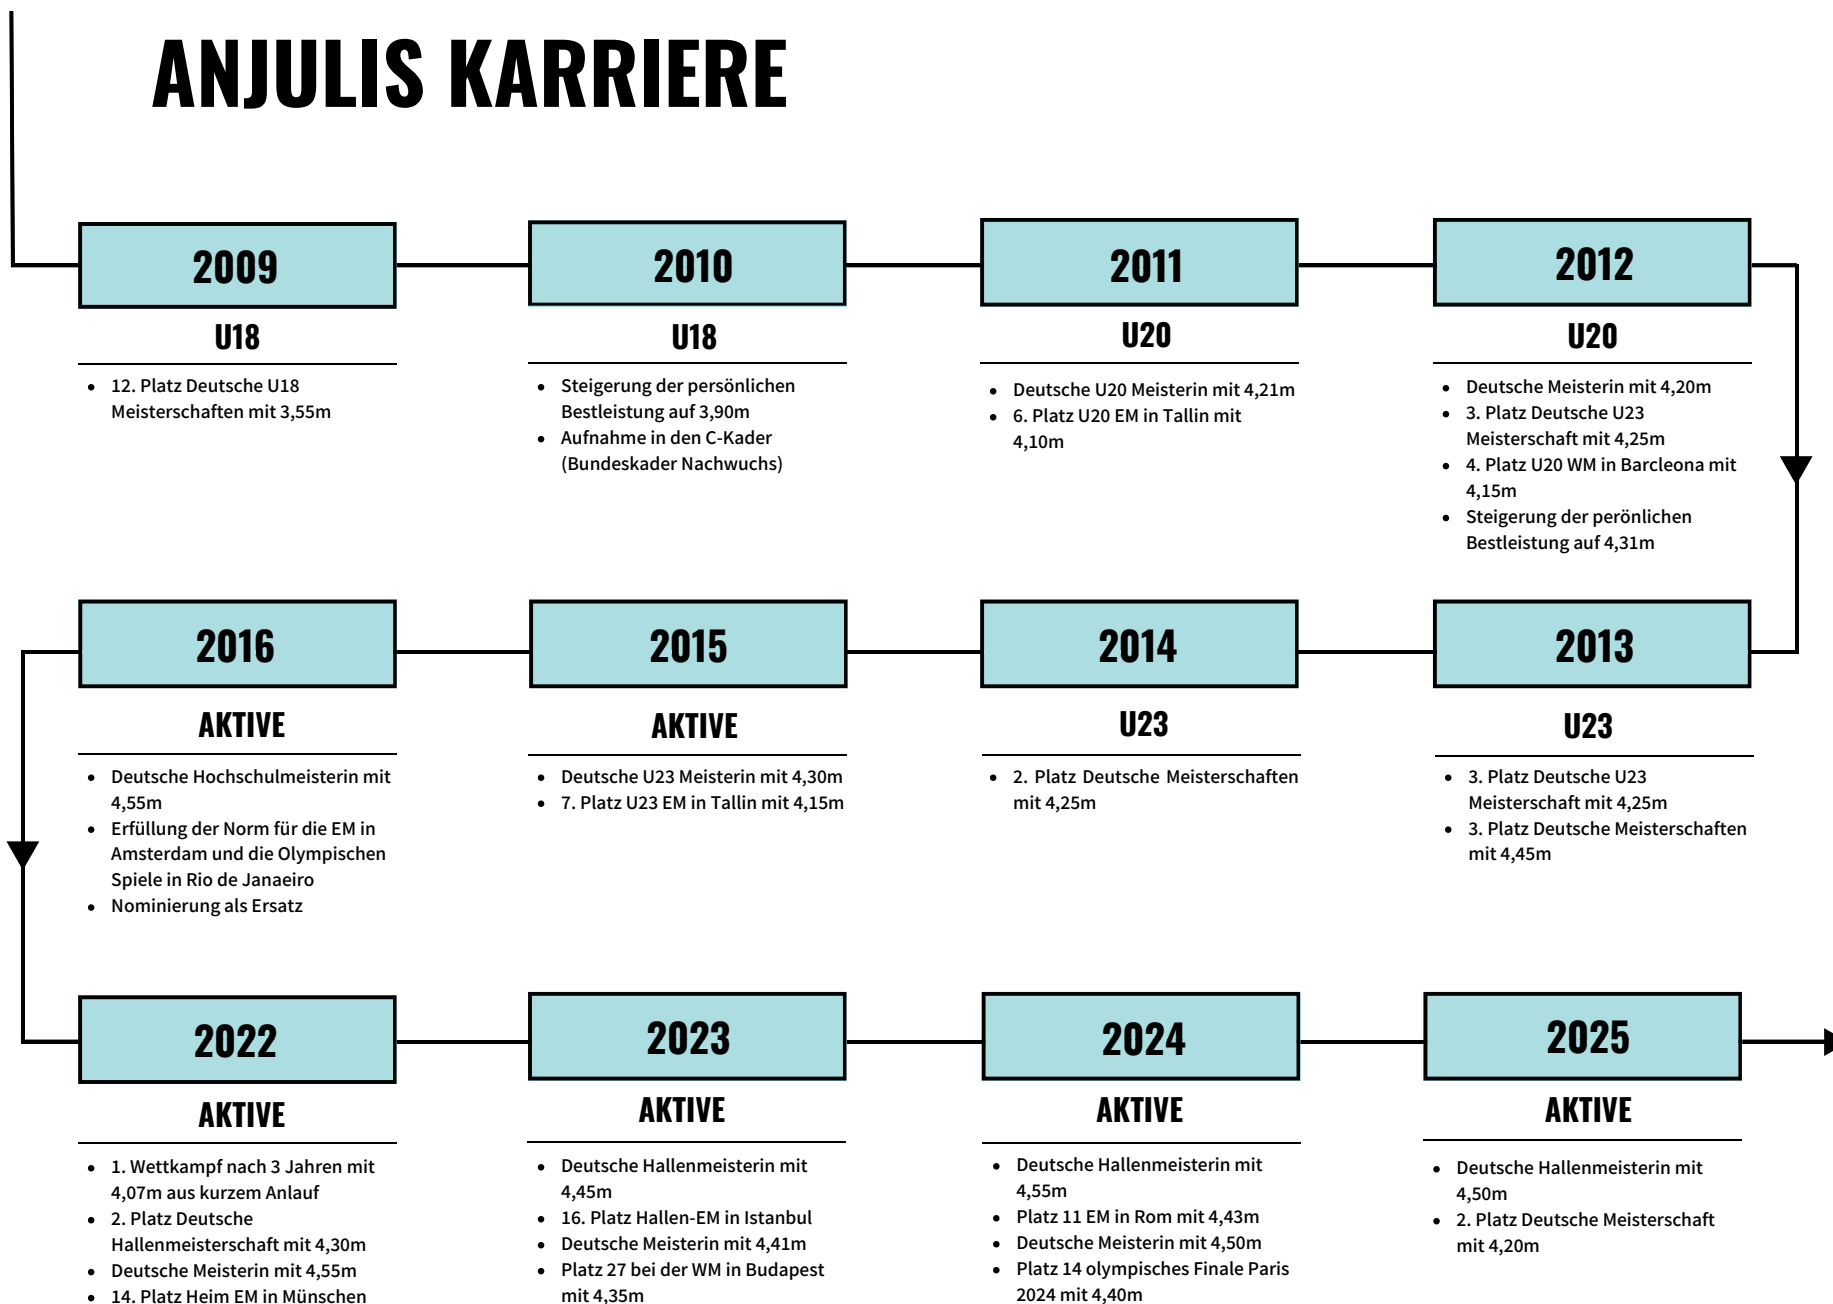 ANJULIS KARRIERE
2009
U18
• 12. Platz Deutsche U18
Meisterschaften mit 3,55m
2010
U18
• Steigerung der persönlichen
Bestleistung auf 3,90m
• Aufnahme in den C-Kader
(Bundeskader Nachwuchs)
2011
U20
• Deutsche U20 Meisterin mit 4,21m
• 6. Platz U20 EM in Tallin mit
4,10m
2012
U20
• Deutsche Meisterin mit 4,20m
• 3. Platz Deutsche U23
Meisterschaft mit 4,25m
• 4. Platz U20 WM in Barcleona mit
4,15m
• Steigerung der perönlichen
Bestleistung auf 4,31m
2013
U23
• 3. Platz Deutsche U23
Meisterschaft mit 4,25m
• 3. Platz Deutsche Meisterschaften
mit 4,45m
2014
U23
• 2. Platz Deutsche Meisterschaften
mit 4,25m
2015
AKTIVE
• Deutsche U23 Meisterin mit 4,30m
• 7. Platz U23 EM in Tallin mit 4,15m
2016
AKTIVE
• Deutsche Hochschulmeisterin mit
4,55m
• Erfüllung der Norm für die EM in
Amsterdam und die Olympischen
Spiele in Rio de Janaeiro
• Nominierung als Ersatz
2022
AKTIVE
• 1. Wettkampf nach 3 Jahren mit
4,07m aus kurzem Anlauf
• 2. Platz Deutsche
Hallenmeisterschaft mit 4,30m
• Deutsche Meisterin mit 4,55m
• 14. Platz Heim EM in Münschen
2023
AKTIVE
• Deutsche Hallenmeisterin mit
4,45m
• 16. Platz Hallen-EM in Istanbul
• Deutsche Meisterin mit 4,41m
• Platz 27 bei der WM in Budapest
mit 4,35m
2024
AKTIVE
• Deutsche Hallenmeisterin mit
4,55m
• Platz 11 EM in Rom mit 4,43m
• Deutsche Meisterin mit 4,50m
• Platz 14 olympisches Finale Paris
2024 mit 4,40m
2025
AKTIVE
• Deutsche Hallenmeisterin mit
4,50m
• 2. Platz Deutsche Meisterschaft
mit 4,20m